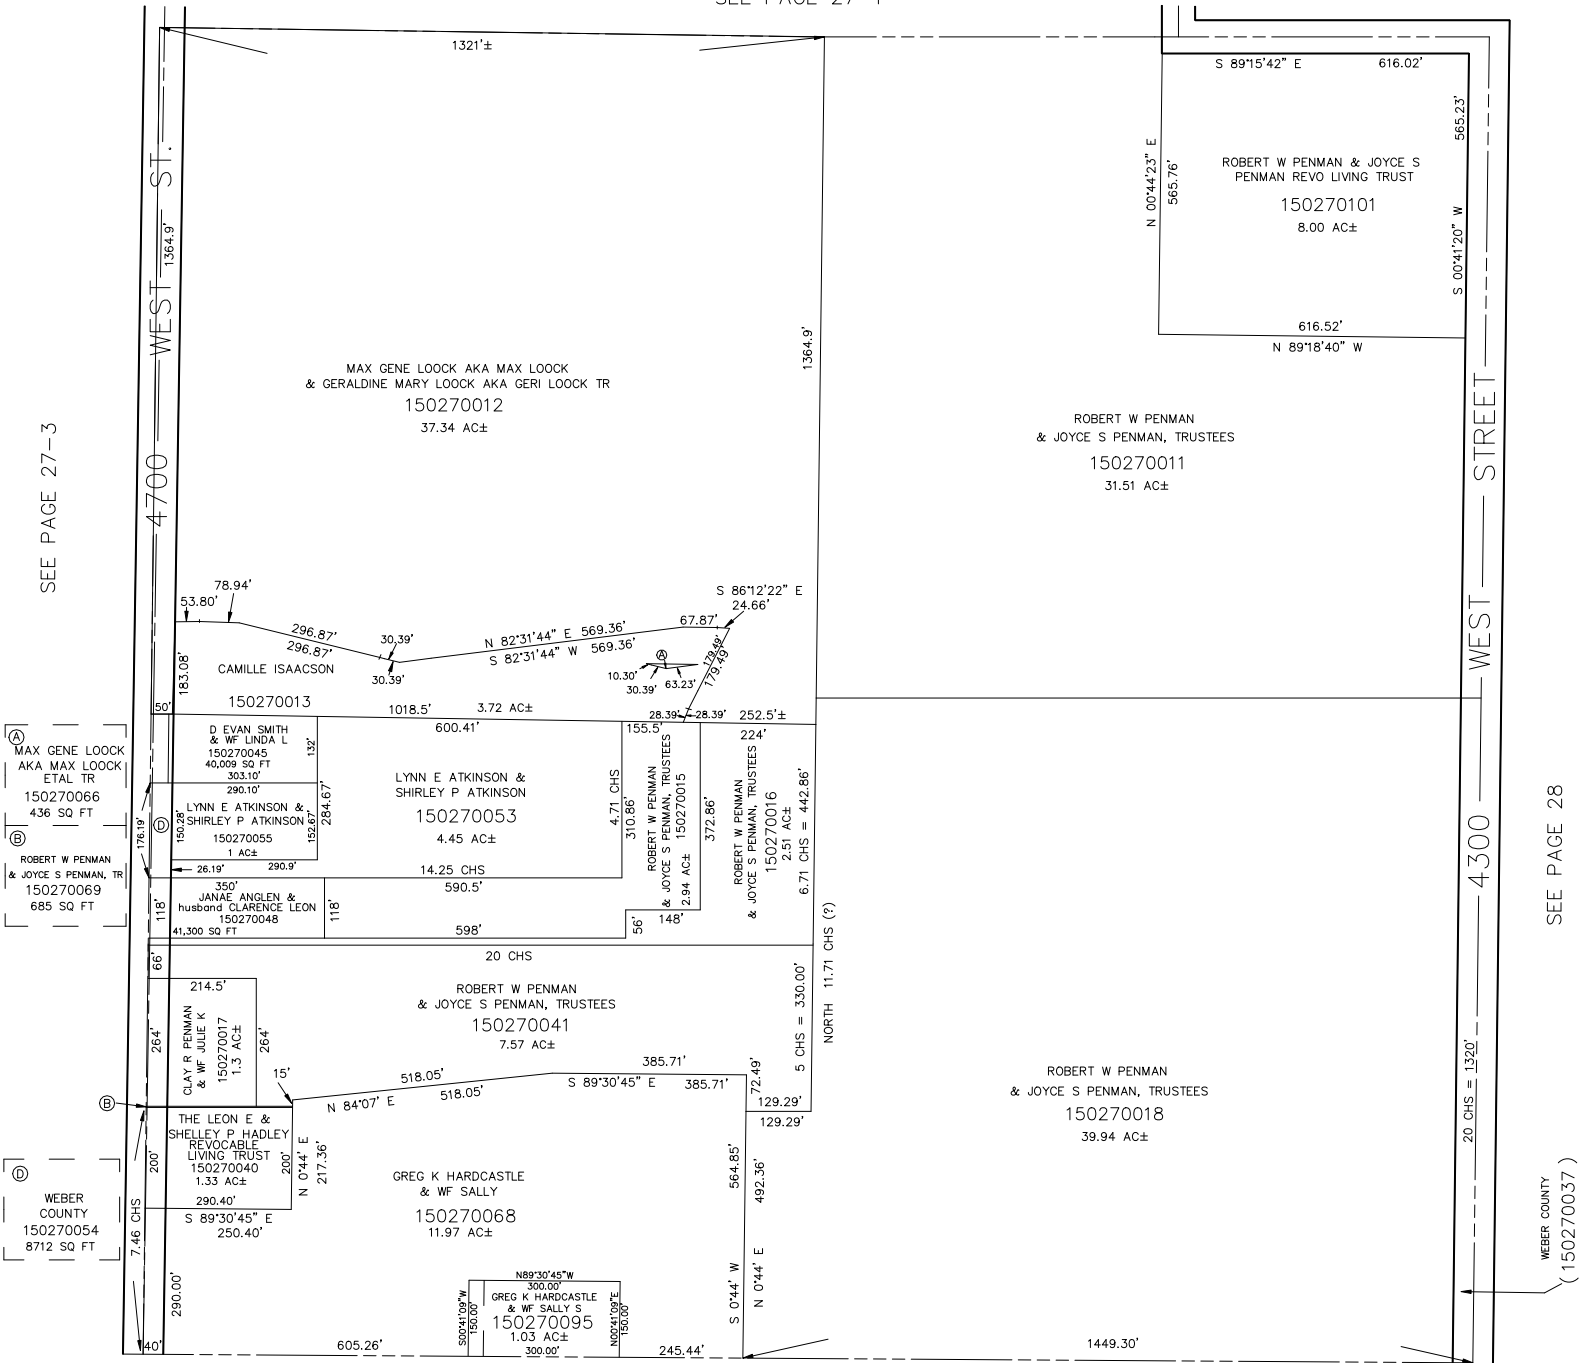 1321'±
S 89°15'42" E
616.02'
565.23'
N 00°44'23" E
565.76'
ROBERT W PENMAN & JOYCE S
PENMAN REVO LIVING TRUST
150270101
8.00 AC±
S 00°41'20" W
616.52'
N 89°18'40" W
4700 WEST ST.
1364.9'
1364.9'
MAX GENE LOOCK AKA MAX LOOCK
& GERALDINE MARY LOOCK AKA GERI LOOCK TR
150270012
37.34 AC±
ROBERT W PENMAN
& JOYCE S PENMAN, TRUSTEES
150270011
31.51 AC±
SEE PAGE 27-3
4300 WEST STREET
78.94'
53.80'
296.87'
296.87'
30.39'
30.39'
N 82°31'44" E 569.36'
S 82°31'44" W 569.36'
67.87'
S 86°12'22" E
24.66'
179.49'
179.49'
A
10.30'
30.39'
63.23'
183.08'
CAMILLE ISAACSON
150270013
50'
1018.5'
3.72 AC±
28.39'
28.39'
252.5'±
A
MAX GENE LOOCK
AKA MAX LOOCK
ETAL TR
150270066
436 SQ FT
B
ROBERT W PENMAN
& JOYCE S PENMAN, TR
150270069
685 SQ FT
D EVAN SMITH
& WF LINDA L
150270045
40,009 SQ FT
303.10'
132'
290.10'
LYNN E ATKINSON &
SHIRLEY P ATKINSON
150270055
1 AC±
290.9'
176.19'
D
150.28'
152.67'
284.67'
26.19'
600.41'
LYNN E ATKINSON &
SHIRLEY P ATKINSON
150270053
4.45 AC±
14.25 CHS
4.71 CHS
310.86'
155.5'
ROBERT W PENMAN
& JOYCE S PENMAN, TRUSTEES
150270015
2.94 AC±
372.86'
224'
ROBERT W PENMAN
& JOYCE S PENMAN, TRUSTEES
150270016
2.51 AC±
6.71 CHS = 442.86'
350'
JANAE ANGLEN &
husband CLARENCE LEON
150270048
41,300 SQ FT
118'
118'
590.5'
598'
56'
148'
NORTH 11.71 CHS (?)
SEE PAGE 28
66'
20 CHS
ROBERT W PENMAN
& JOYCE S PENMAN, TRUSTEES
150270041
7.57 AC±
5 CHS = 330.00'
214.5'
CLAY R PENMAN
& WF JULIE K
150270017
1.3 AC±
264'
264'
15'
518.05'
N 84°07' E
518.05'
385.71'
S 89°30'45" E
385.71'
72.49'
129.29'
129.29'
B
THE LEON E &
SHELLEY P HADLEY
REVOCABLE
LIVING TRUST
150270040
1.33 AC±
200'
200'
290.40'
S 89°30'45" E
250.40'
N 0°44' E
217.36'
GREG K HARDCASTLE
& WF SALLY
150270068
11.97 AC±
564.85'
492.36'
S 0°44' W
N 0°44' E
ROBERT W PENMAN
& JOYCE S PENMAN, TRUSTEES
150270018
39.94 AC±
20 CHS = 1320'
D
WEBER
COUNTY
150270054
8712 SQ FT
7.46 CHS
290.00'
40'
605.26'
N89°30'45"W
300.00'
GREG K HARDCASTLE
& WF SALLY S
150270095
1.03 AC±
300.00'
S00°41'09"W
150.00'
N00°41'09"E
150.00'
245.44'
1449.30'
WEBER COUNTY
(150270037)